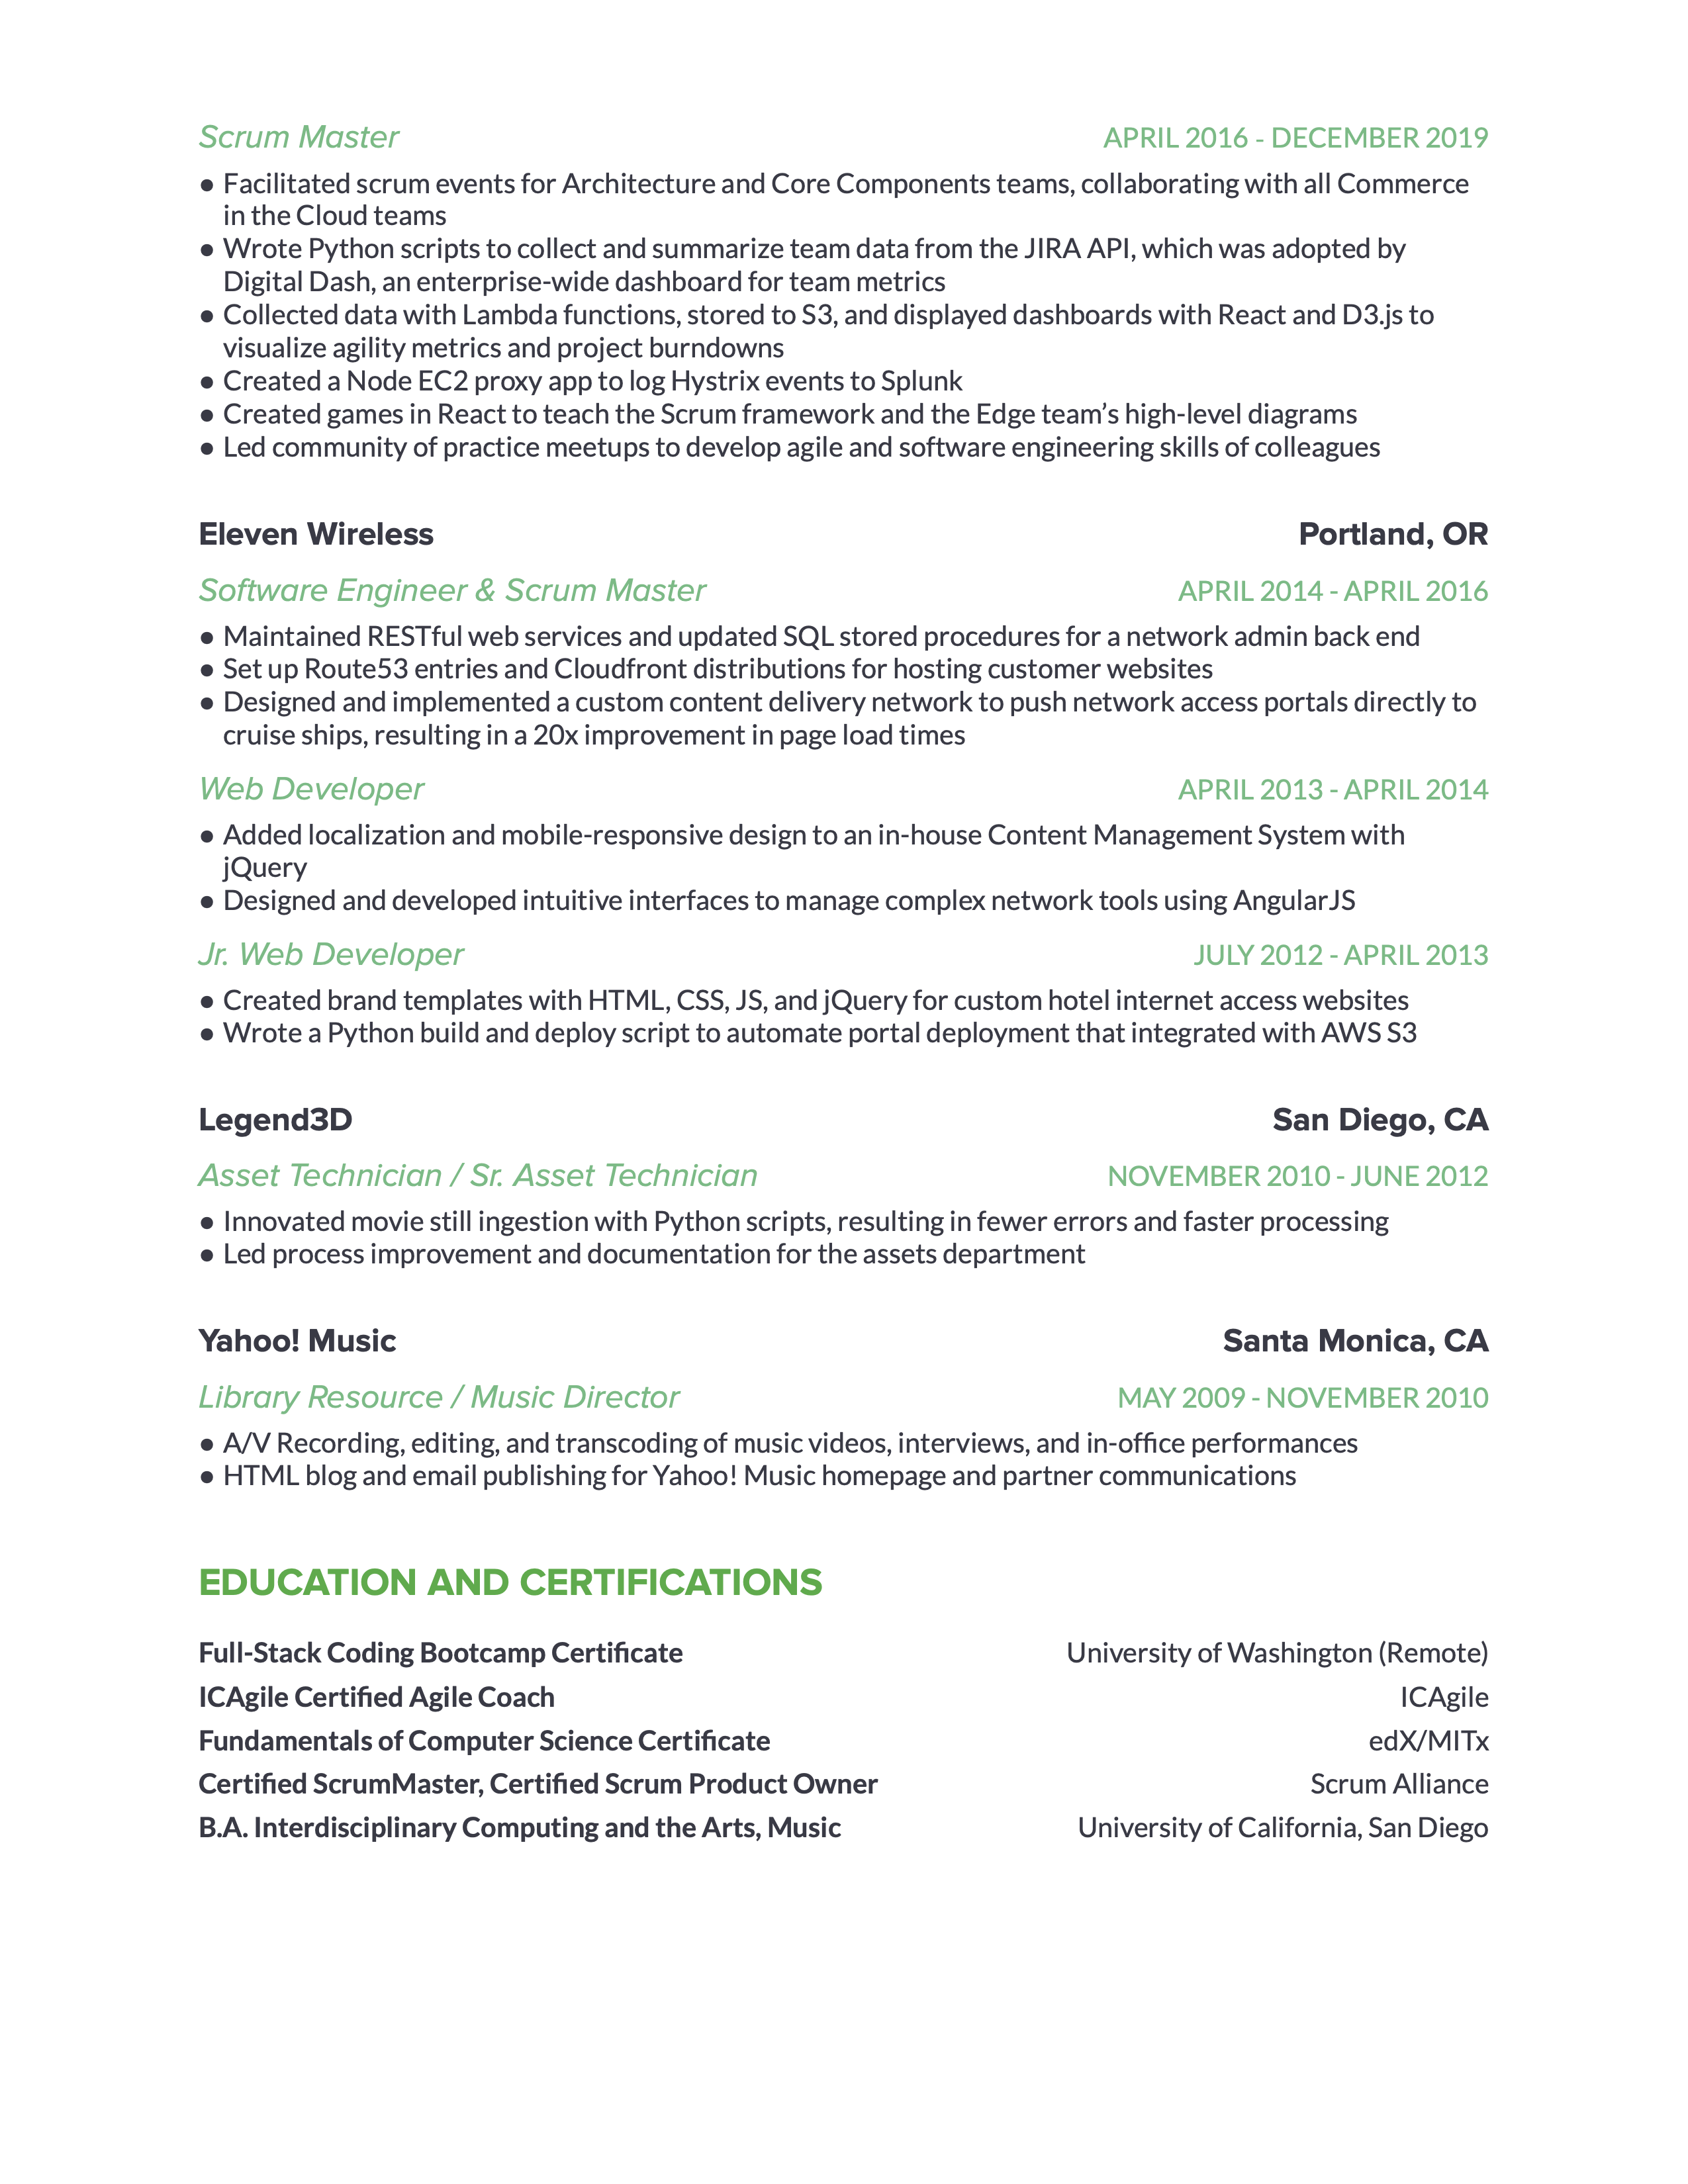 Scrum Master APRIL 2016 - DECEMBER 2019
● Facilitated scrum events for Architecture and Core Components teams, collaborating with all Commerce
in the Cloud teams
● Wrote Python scripts to collect and summarize team data from the JIRA API, which was adopted by
Digital Dash, an enterprise-wide dashboard for team metrics
● Collected data with Lambda functions, stored to S3, and displayed dashboards with React and D3.js to
visualize agility metrics and project burndowns
● Created a Node EC2 proxy app to log Hystrix events to Splunk
● Created games in React to teach the Scrum framework and the Edge team’s high-level diagrams
● Led community of practice meetups to develop agile and software engineering skills of colleagues
Eleven Wireless Portland, OR
Software Engineer & Scrum Master APRIL 2014 - APRIL 2016
● Maintained RESTful web services and updated SQL stored procedures for a network admin back end
● Set up Route53 entries and Cloudfront distributions for hosting customer websites
● Designed and implemented a custom content delivery network to push network access portals directly to
cruise ships, resulting in a 20x improvement in page load times
Web Developer APRIL 2013 - APRIL 2014
● Added localization and mobile-responsive design to an in-house Content Management System with
jQuery
● Designed and developed intuitive interfaces to manage complex network tools using AngularJS
Jr. Web Developer JULY 2012 - APRIL 2013
● Created brand templates with HTML, CSS, JS, and jQuery for custom hotel internet access websites
● Wrote a Python build and deploy script to automate portal deployment that integrated with AWS S3
Legend3D San Diego, CA
Asset Technician / Sr. Asset Technician NOVEMBER 2010 - JUNE 2012
● Innovated movie still ingestion with Python scripts, resulting in fewer errors and faster processing
● Led process improvement and documentation for the assets department
Yahoo! Music Santa Monica, CA
Library Resource / Music Director MAY 2009 - NOVEMBER 2010
● A/V Recording, editing, and transcoding of music videos, interviews, and in-office performances
● HTML blog and email publishing for Yahoo! Music homepage and partner communications
EDUCATION AND CERTIFICATIONS
Full-Stack Coding Bootcamp Certificate University of Washington (Remote)
ICAgile Certified Agile Coach ICAgile
Fundamentals of Computer Science Certificate edX/MITx
Certified ScrumMaster, Certified Scrum Product Owner Scrum Alliance
B.A. Interdisciplinary Computing and the Arts, Music University of California, San Diego